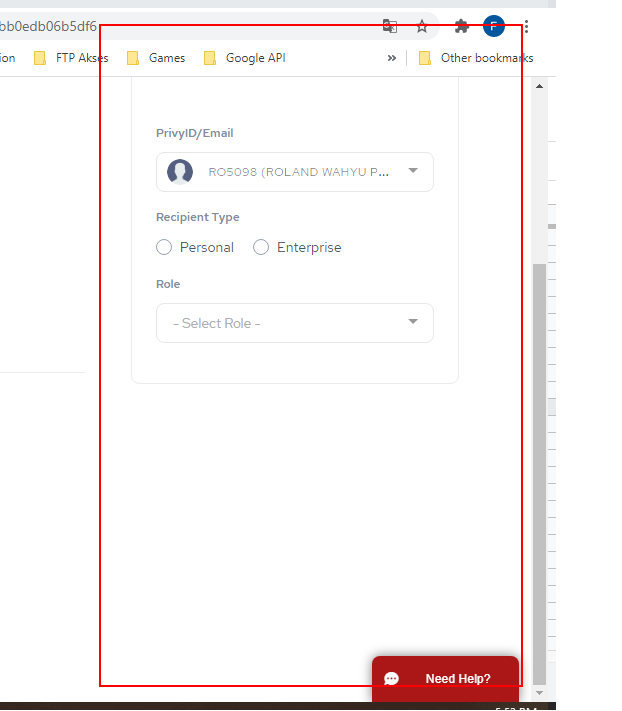 bb0edb06b5df6
F
ion FTP Akses Games Google API » Other bookmarks
PrivyID/Email
RO5098 (ROLAND WAHYU P...
Recipient Type
Personal Enterprise
Role
- Select Role -
Need Help?